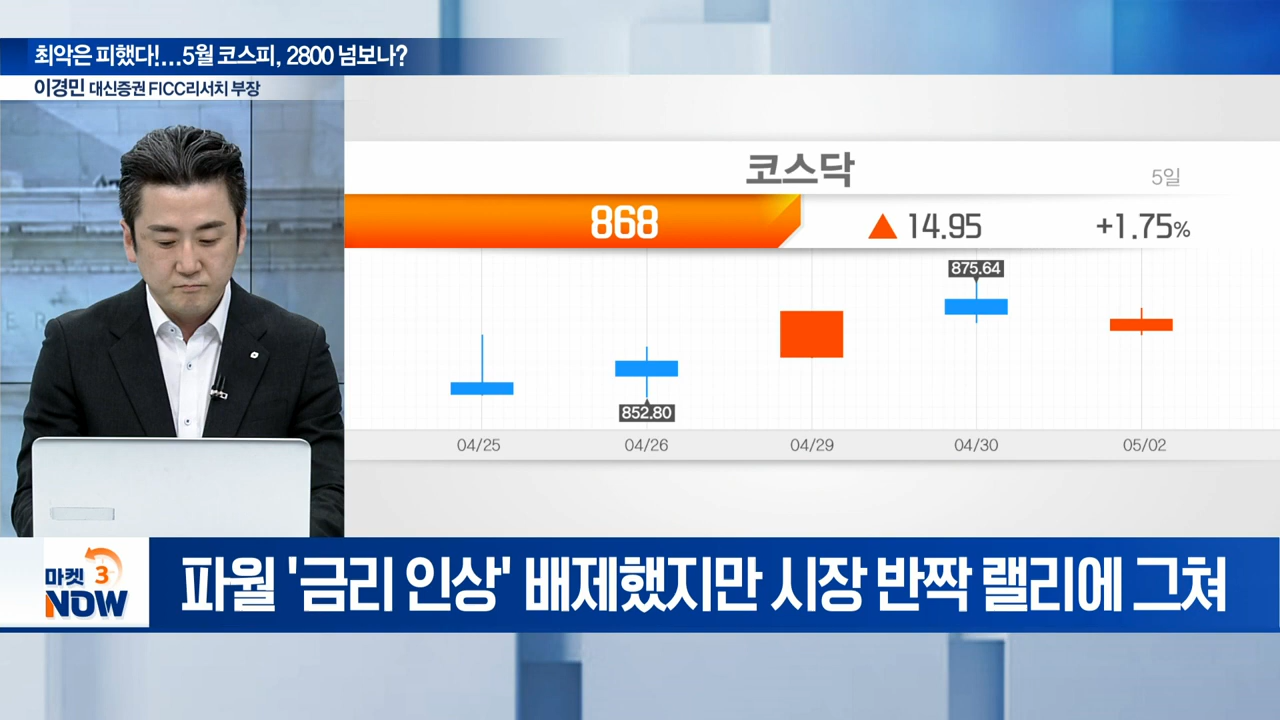 최악은 피했다!...5월 코스피, 2800 넘보나?
이경민 대신증권 FICC리서치 부장
코스닥
5일
868 ▲ 14.95 +1.75%
875.64
852.80
04/25 04/26 04/29 04/30 05/02
마켓 3
NOW
파월 '금리 인상' 배제했지만 시장 반짝 랠리에 그쳐